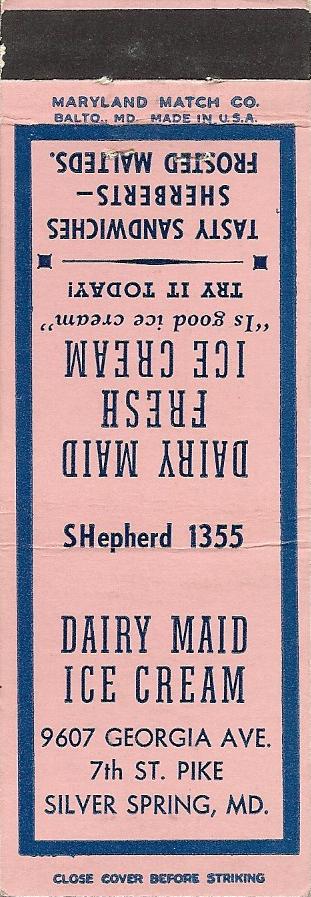 MARYLAND MATCH CO.
BALTO., MD. MADE IN U.S.A.
DAIRY MAID
FRESH
ICE CREAM
"Is good ice cream"
TRY IT TODAY!
TASTY SANDWICHES
SHERBERTS—
FROSTED MALTEDS.
SHepherd 1355
DAIRY MAID
ICE CREAM
9607 GEORGIA AVE.
7th ST. PIKE
SILVER SPRING, MD.
CLOSE COVER BEFORE STRIKING